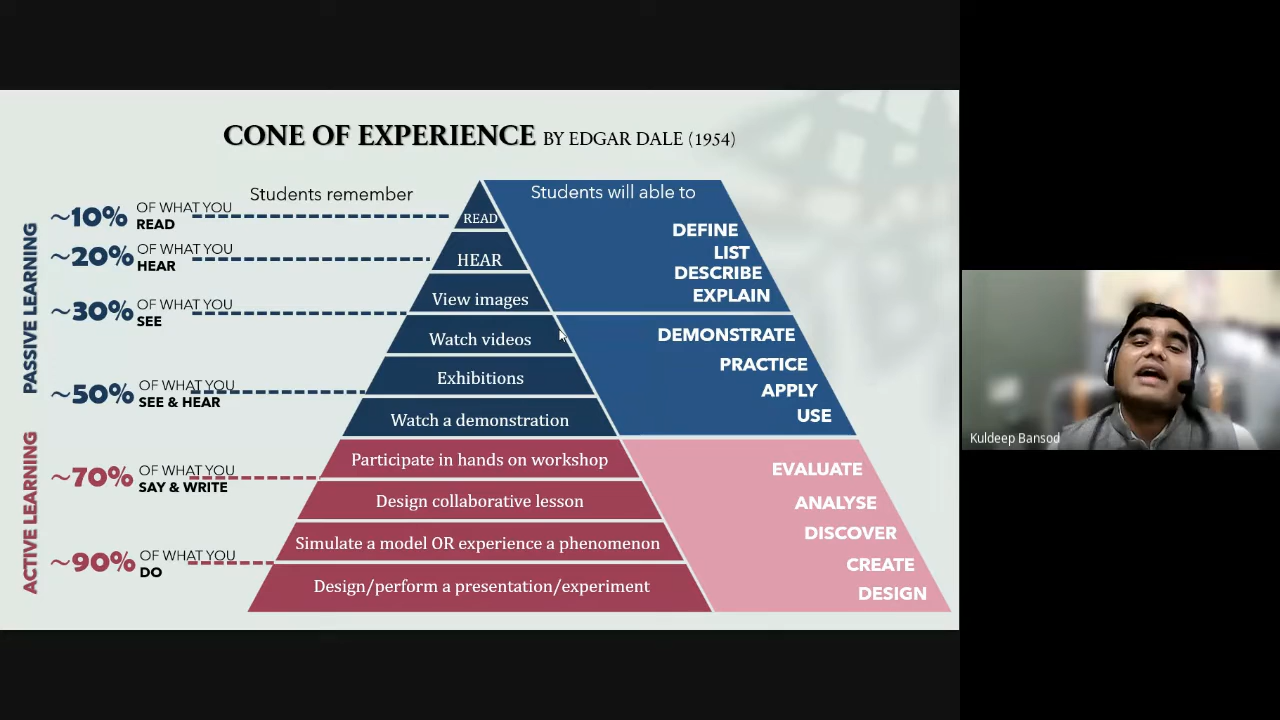 CONE OF EXPERIENCE BY EDGAR DALE (1954)
Students remember
Students will able to
PASSIVE LEARNING
~10% OF WHAT YOU
READ
~20% OF WHAT YOU
HEAR
~30% OF WHAT YOU
SEE
~50% OF WHAT YOU
SEE & HEAR
ACTIVE LEARNING
~70% OF WHAT YOU
SAY & WRITE
~90% OF WHAT YOU
DO
READ
HEAR
View images
Watch videos
Exhibitions
Watch a demonstration
Participate in hands on workshop
Design collaborative lesson
Simulate a model OR experience a phenomenon
Design/perform a presentation/experiment
DEFINE
LIST
DESCRIBE
EXPLAIN
DEMONSTRATE
PRACTICE
APPLY
USE
EVALUATE
ANALYSE
DISCOVER
CREATE
DESIGN
Kuldeep Bansod